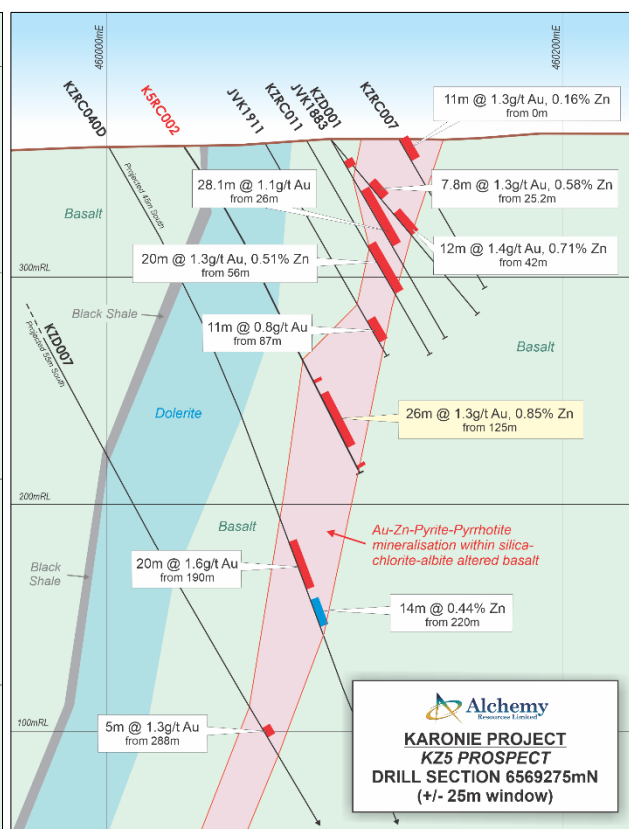 460000mE
460200mE
KZRC040D
K5RC002
JVK1911
KZRC011
JVK1883
KZD001
KZRC007
11m @ 1.3g/t Au, 0.16% Zn
from 0m
Projected 45m South
28.1m @ 1.1g/t Au
from 26m
7.8m @ 1.3g/t Au, 0.58% Zn
from 25.2m
Basalt
12m @ 1.4g/t Au, 0.71% Zn
from 42m
20m @ 1.3g/t Au, 0.51% Zn
from 56m
300mRL
Black Shale
KZD007
Projected 55m South
11m @ 0.8g/t Au
from 87m
Basalt
Dolerite
26m @ 1.3g/t Au, 0.85% Zn
from 125m
200mRL
Basalt
Au-Zn-Pyrite-Pyrrhotite
mineralisation within silica-
chlorite-albite altered basalt
Black
Shale
20m @ 1.6g/t Au
from 190m
14m @ 0.44% Zn
from 220m
100mRL
5m @ 1.3g/t Au
from 288m
Alchemy
Resources Limited
KARONIE PROJECT
KZ5 PROSPECT
DRILL SECTION 6569275mN
(+/- 25m window)